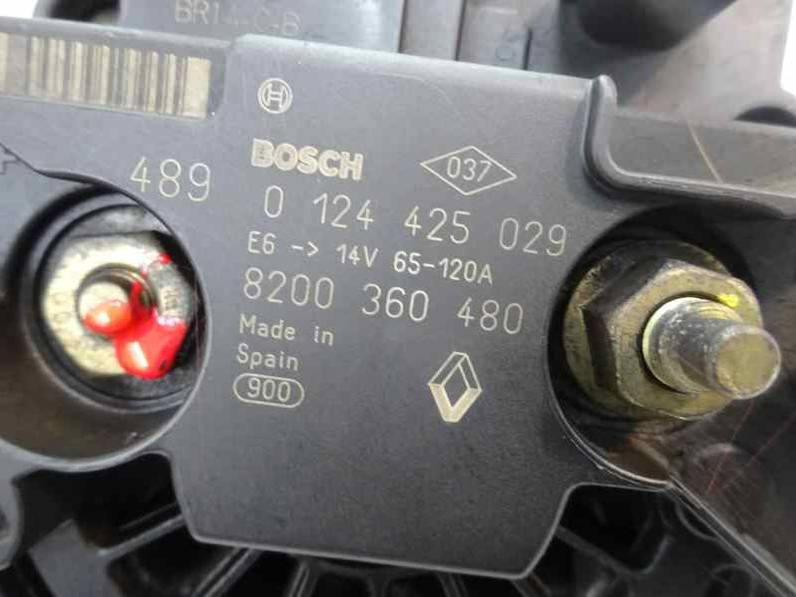 BR14-C-B
BOSCH 037
489 0 124 425 029
E6 -> 14V 65-120A
8200 360 480
Made in
Spain
900